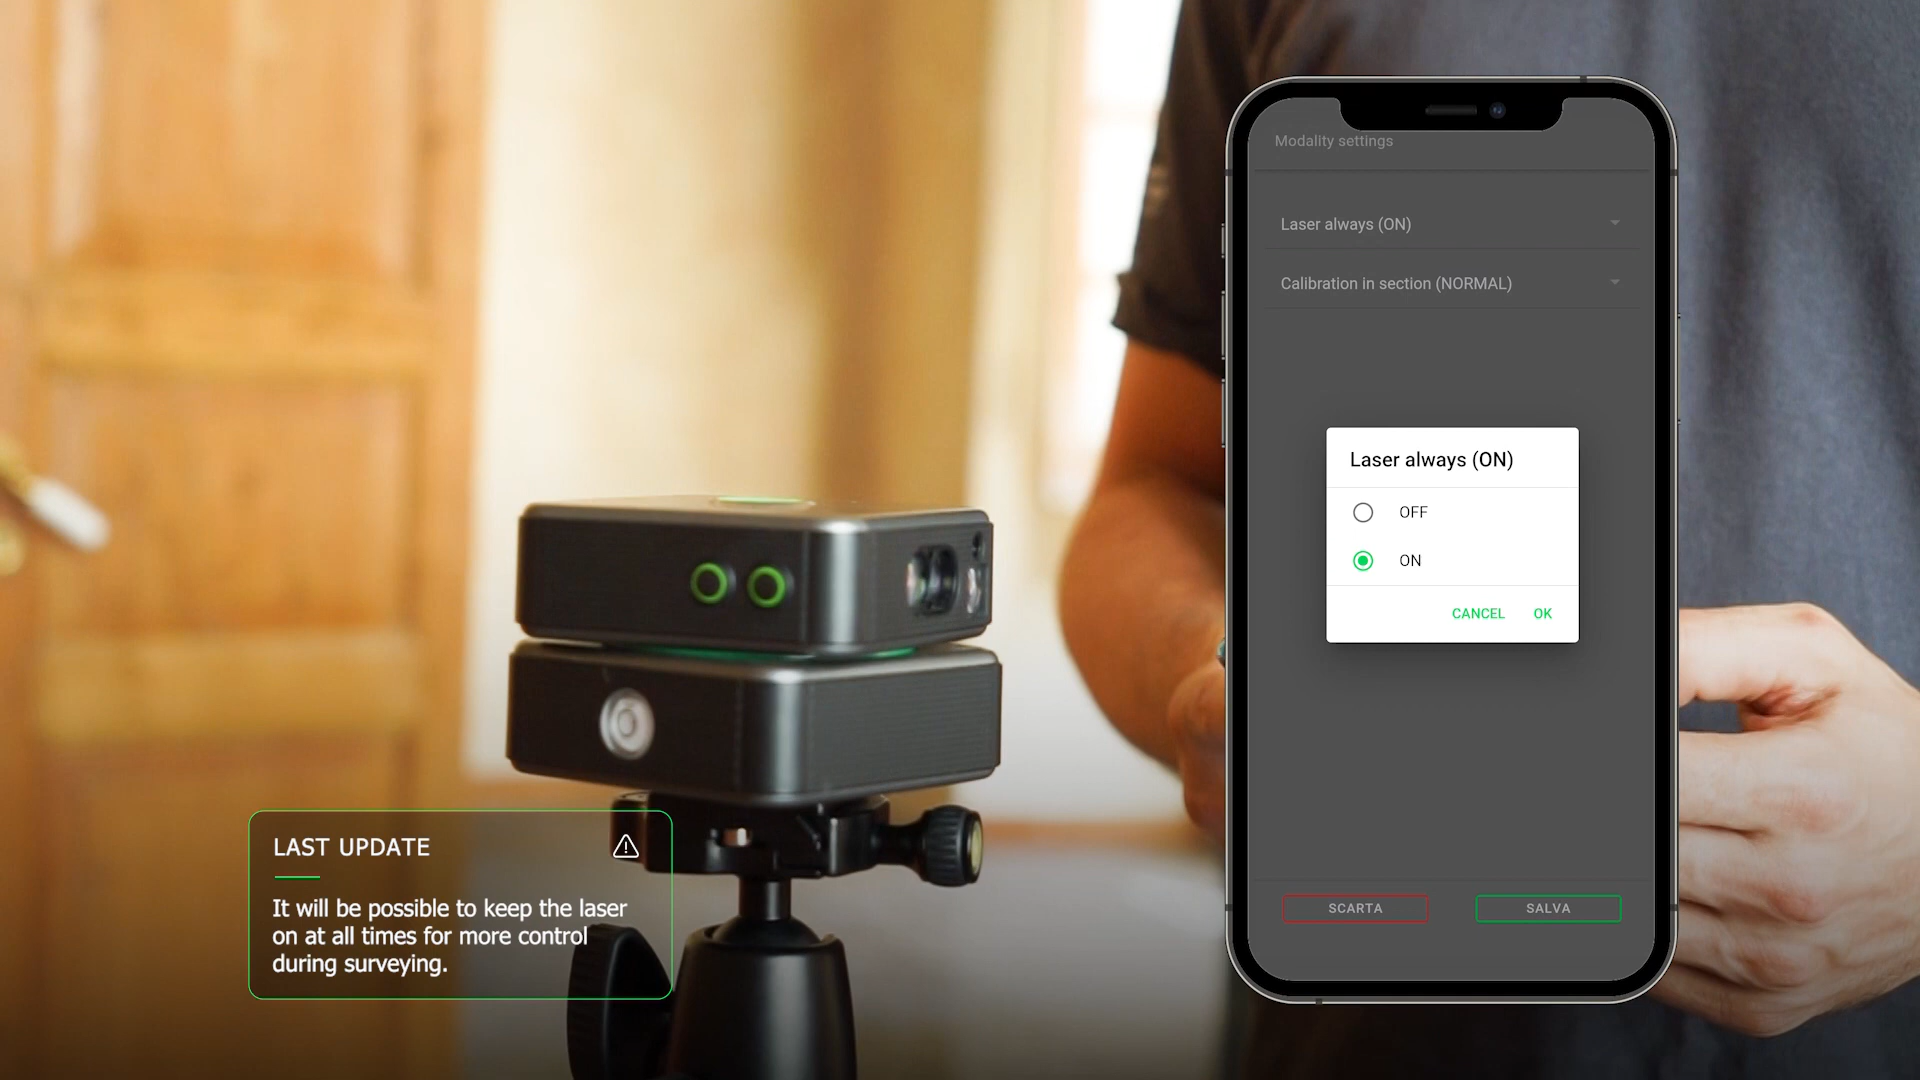 LAST UPDATE
It will be possible to keep the laser
on at all times for more control
during surveying.
Modality settings
Laser always (ON)
Calibration in section (NORMAL)
Laser always (ON)
OFF
ON
CANCEL OK
SCARTA SALVA